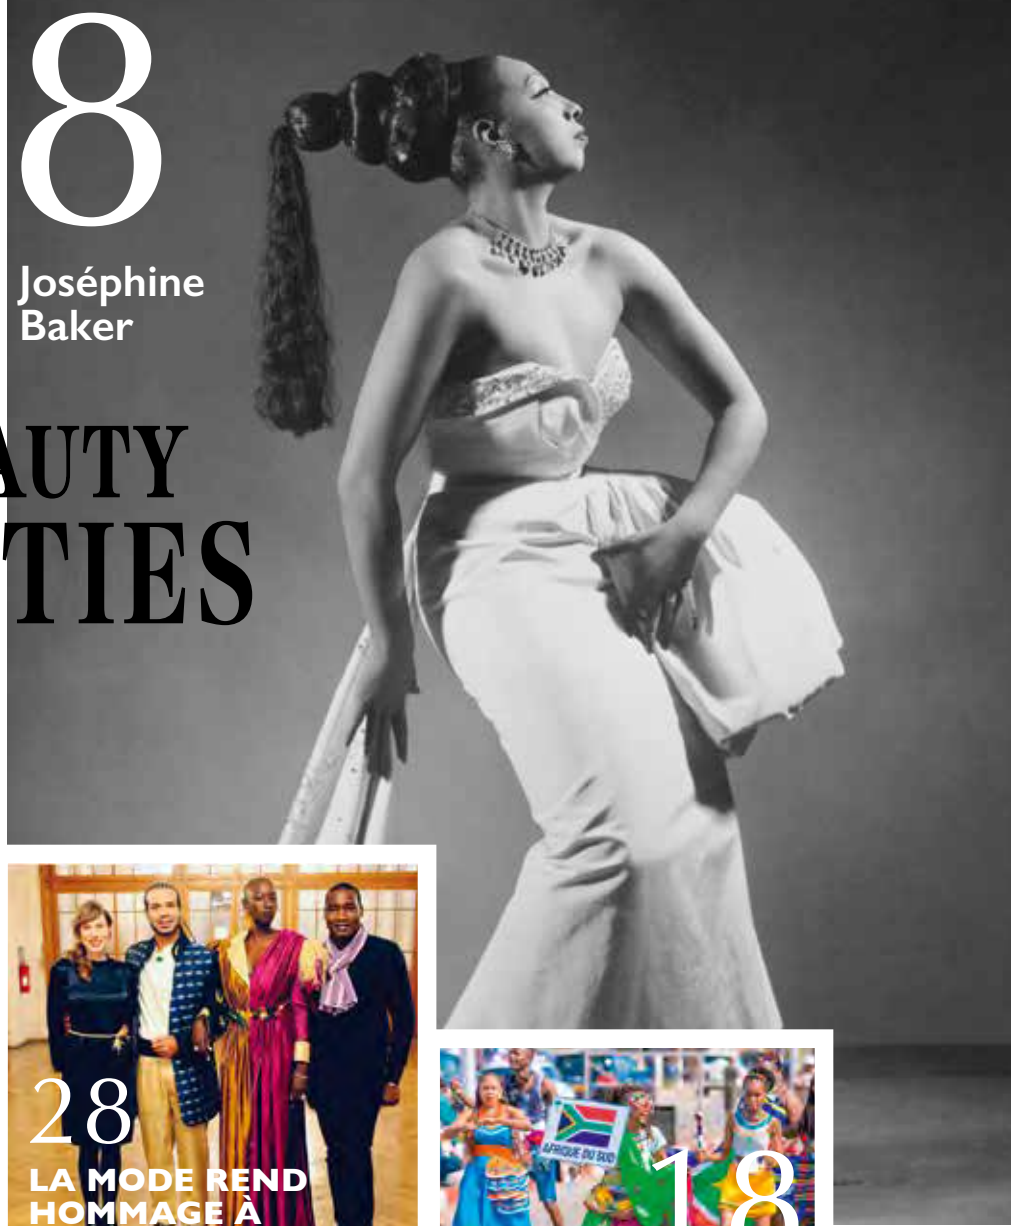 8
Joséphine
Baker
AUTY
TIES
28
LA MODE REND
HOMMAGE À
AFRIQUE DU SUD
18